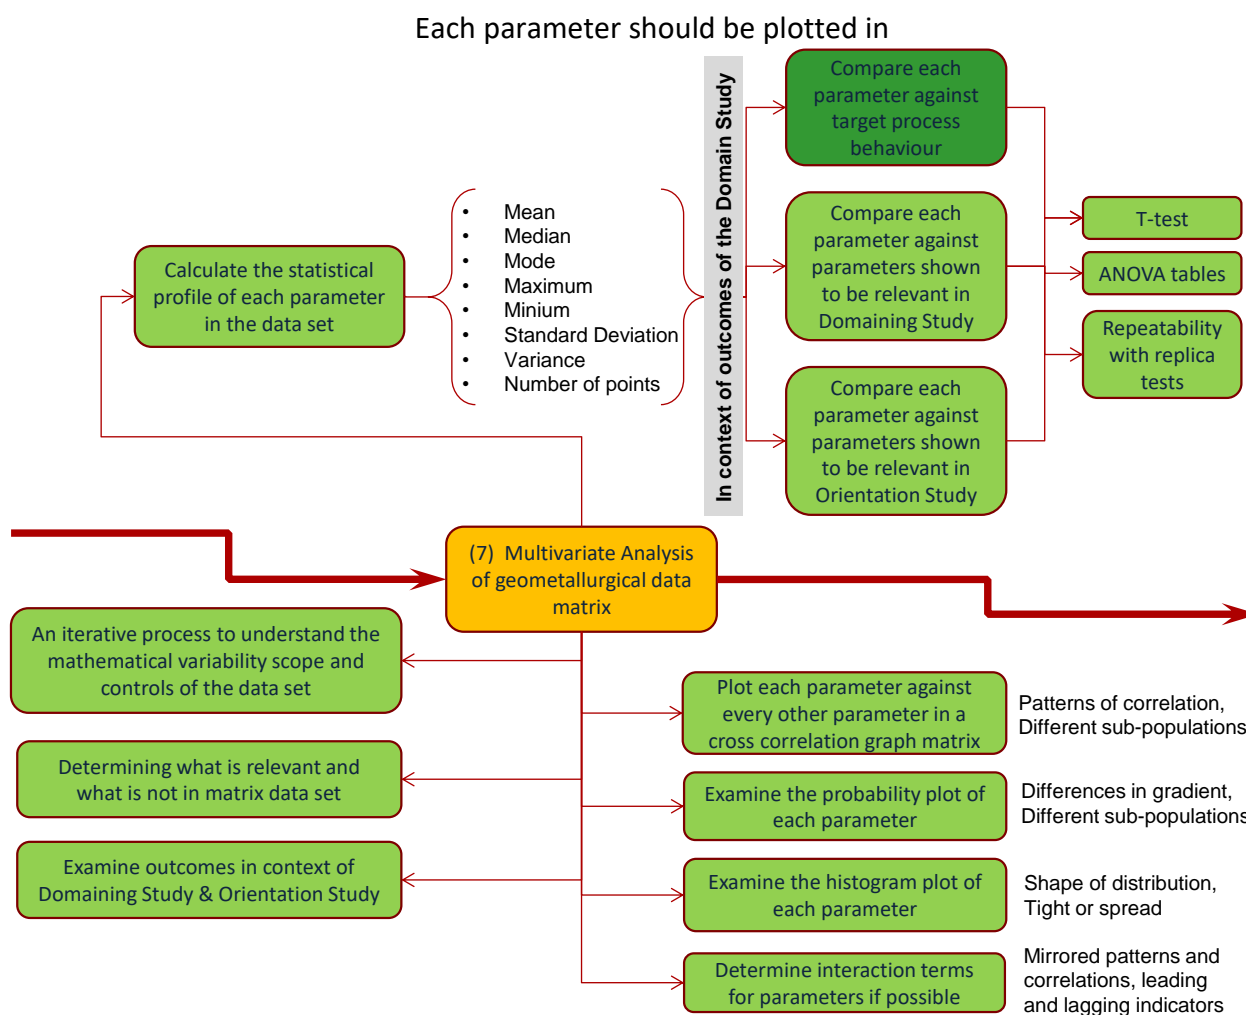 Each parameter should be plotted in
Calculate the statistical
profile of each parameter
in the data set
• Mean
• Median
• Mode
• Maximum
• Minium
• Standard Deviation
• Variance
• Number of points
In context of outcomes of the Domain Study
Compare each
parameter against
target process
behaviour
Compare each
parameter against
parameters shown
to be relevant in
Domaining Study
Compare each
parameter against
parameters shown
to be relevant in
Orientation Study
T-test
ANOVA tables
Repeatability
with replica
tests
(7) Multivariate Analysis
of geometallurgical data
matrix
An iterative process to understand the
mathematical variability scope and
controls of the data set
Determining what is relevant and
what is not in matrix data set
Examine outcomes in context of
Domaining Study & Orientation Study
Plot each parameter against
every other parameter in a
cross correlation graph matrix
Patterns of correlation,
Different sub-populations
Examine the probability plot of
each parameter
Differences in gradient,
Different sub-populations
Examine the histogram plot of
each parameter
Shape of distribution,
Tight or spread
Determine interaction terms
for parameters if possible
Mirrored patterns and
correlations, leading
and lagging indicators